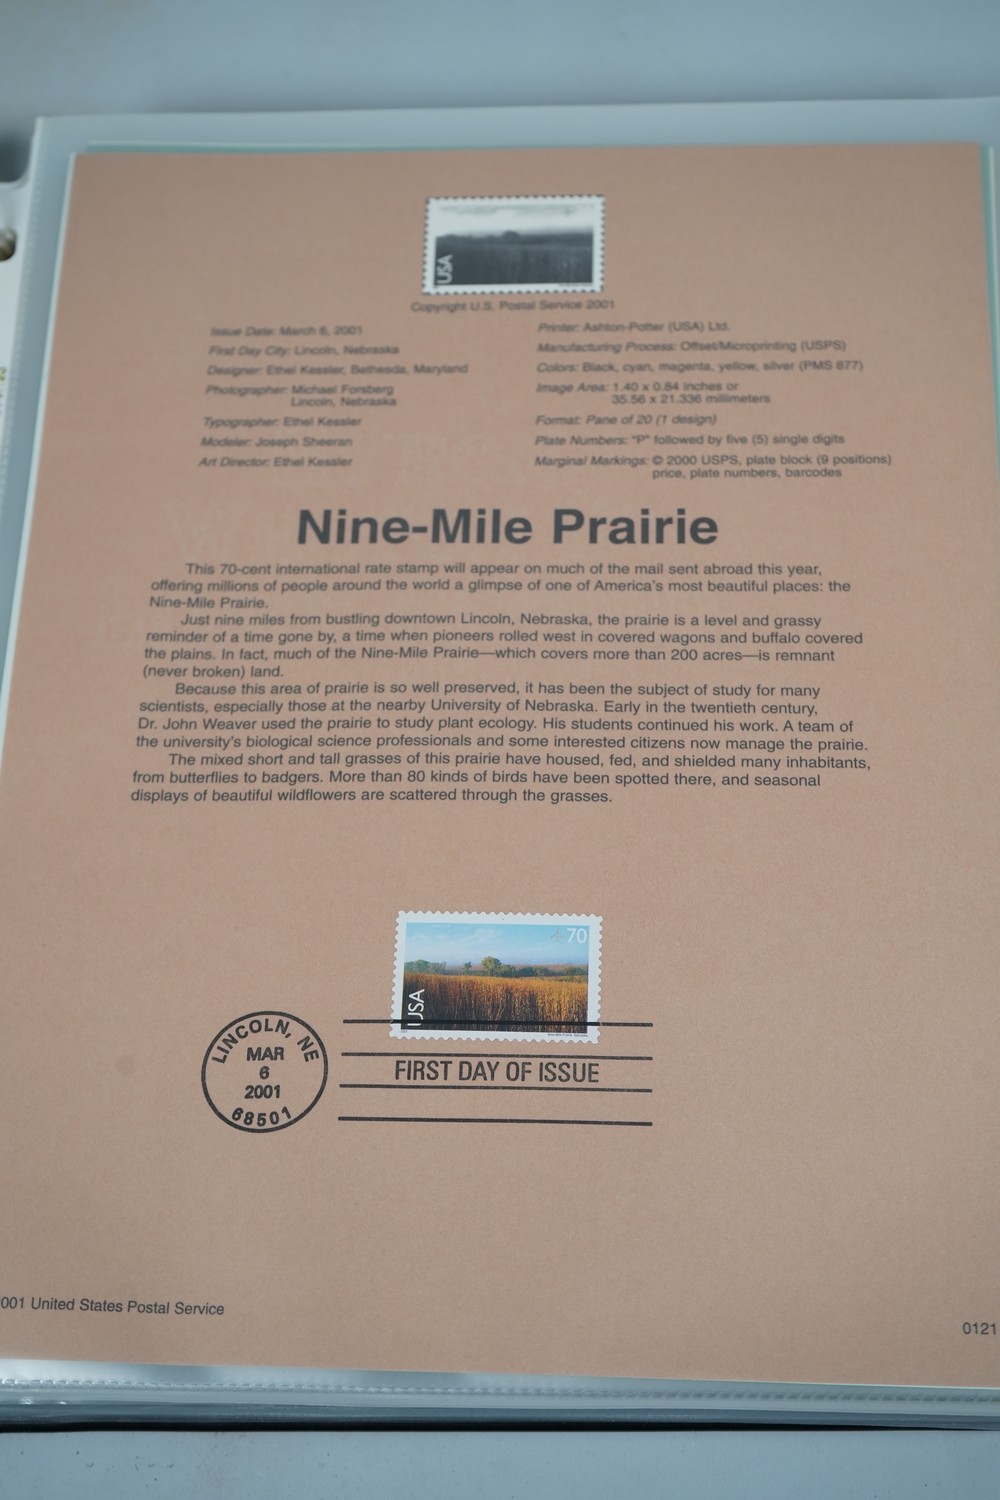 USA
Copyright U.S. Postal Service 2001
Issue Date: March 6, 2001
First Day City: Lincoln, Nebraska
Designer: Ethel Kessler, Bethesda, Maryland
Photographer: Michael Forsberg
Lincoln, Nebraska
Typographer: Ethel Kessler
Modeler: Joseph Sheeran
Art Director: Ethel Kessler
Printer: Ashton-Potter (USA) Ltd.
Manufacturing Process: Offset/Microprinting (USPS)
Colors: Black, cyan, magenta, yellow, silver (PMS 877)
Image Area: 1.40 x 0.84 inches or
35.56 x 21.336 millimeters
Format: Pane of 20 (1 design)
Plate Numbers: "P" followed by five (5) single digits
Marginal Markings: © 2000 USPS, plate block (9 positions)
price, plate numbers, barcodes
Nine-Mile Prairie
This 70-cent international rate stamp will appear on much of the mail sent abroad this year,
offering millions of people around the world a glimpse of one of America's most beautiful places: the
Nine-Mile Prairie.
Just nine miles from bustling downtown Lincoln, Nebraska, the prairie is a level and grassy
reminder of a time gone by, a time when pioneers rolled west in covered wagons and buffalo covered
the plains. In fact, much of the Nine-Mile Prairie—which covers more than 200 acres—is remnant
(never broken) land.
Because this area of prairie is so well preserved, it has been the subject of study for many
scientists, especially those at the nearby University of Nebraska. Early in the twentieth century,
Dr. John Weaver used the prairie to study plant ecology. His students continued his work. A team of
the university's biological science professionals and some interested citizens now manage the prairie.
The mixed short and tall grasses of this prairie have housed, fed, and shielded many inhabitants,
from butterflies to badgers. More than 80 kinds of birds have been spotted there, and seasonal
displays of beautiful wildflowers are scattered through the grasses.
70
USA
LINCOLN, NE
MAR
6
2001
68501
FIRST DAY OF ISSUE
001 United States Postal Service
0121